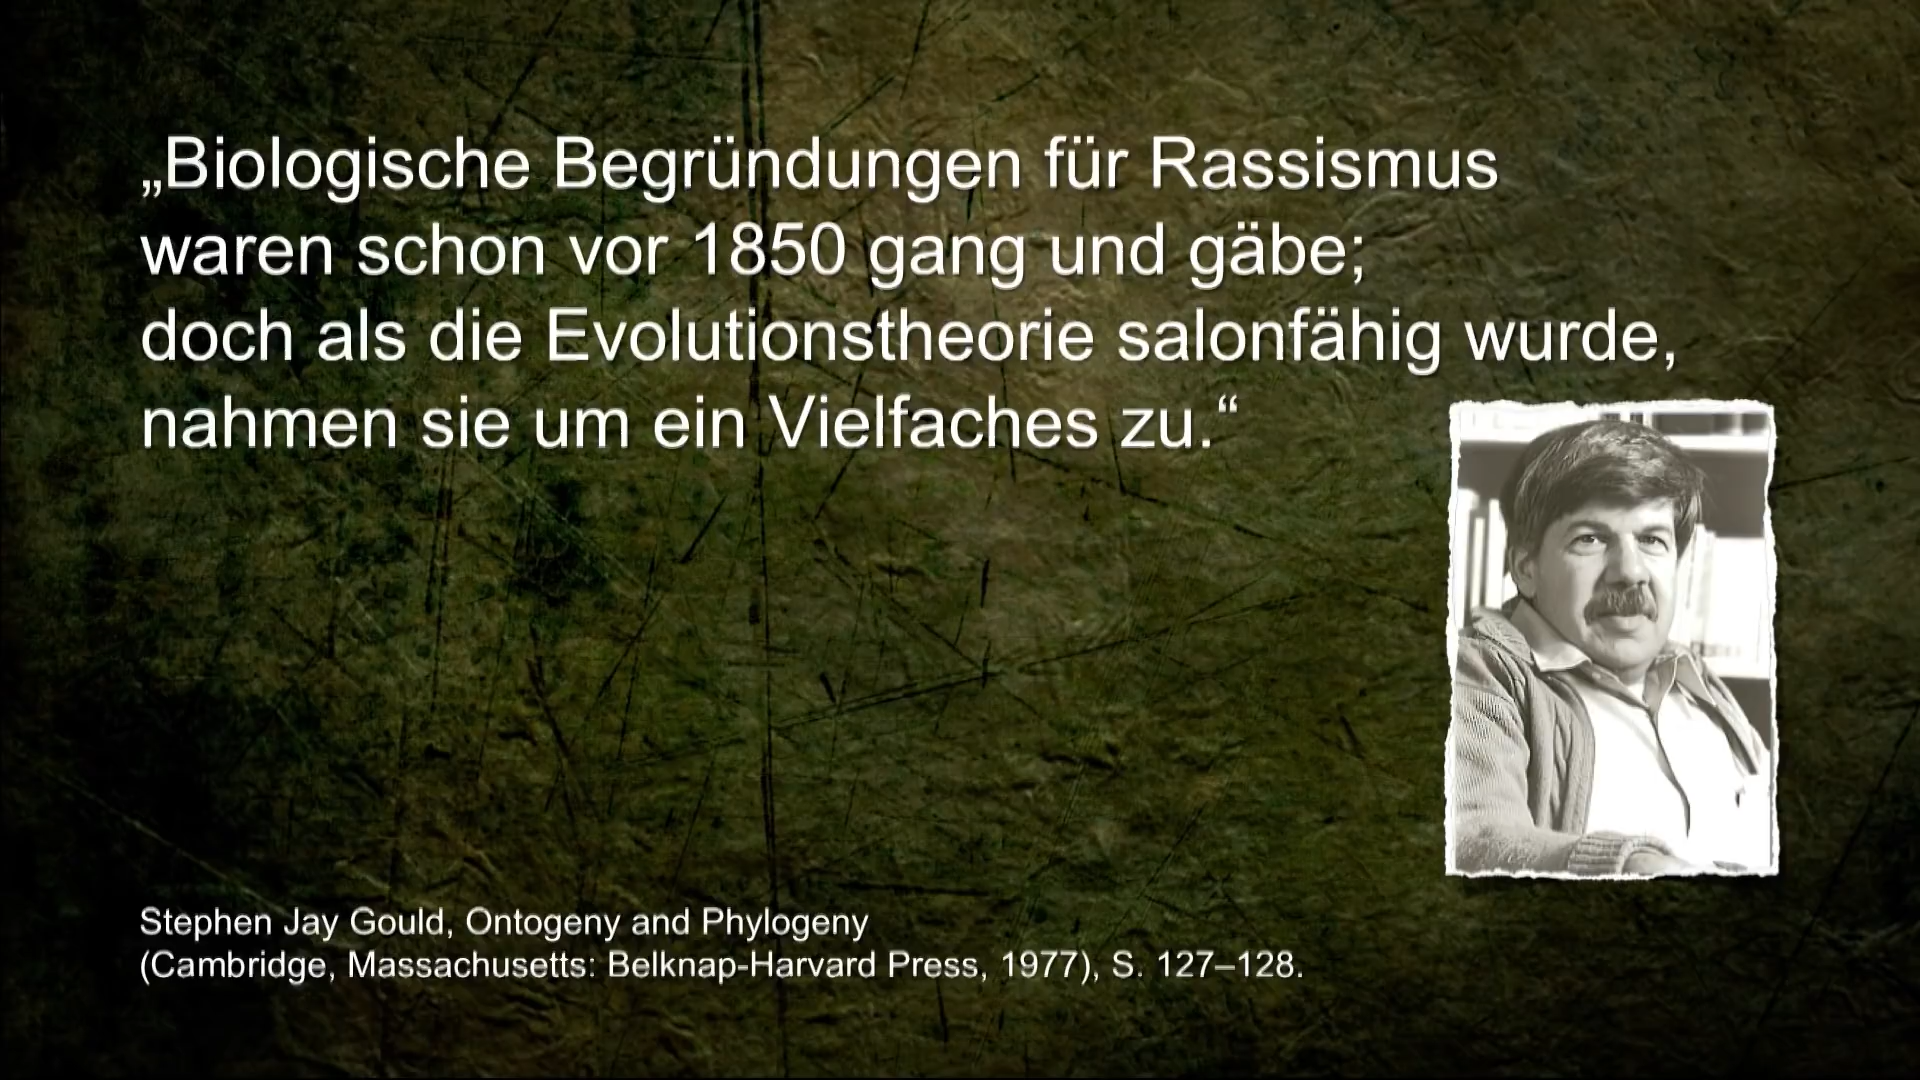 „Biologische Begründungen für Rassismus
waren schon vor 1850 gang und gäbe;
doch als die Evolutionstheorie salonfähig wurde,
nahmen sie um ein Vielfaches zu.“
Stephen Jay Gould, Ontogeny and Phylogeny
(Cambridge, Massachusetts: Belknap-Harvard Press, 1977), S. 127–128.